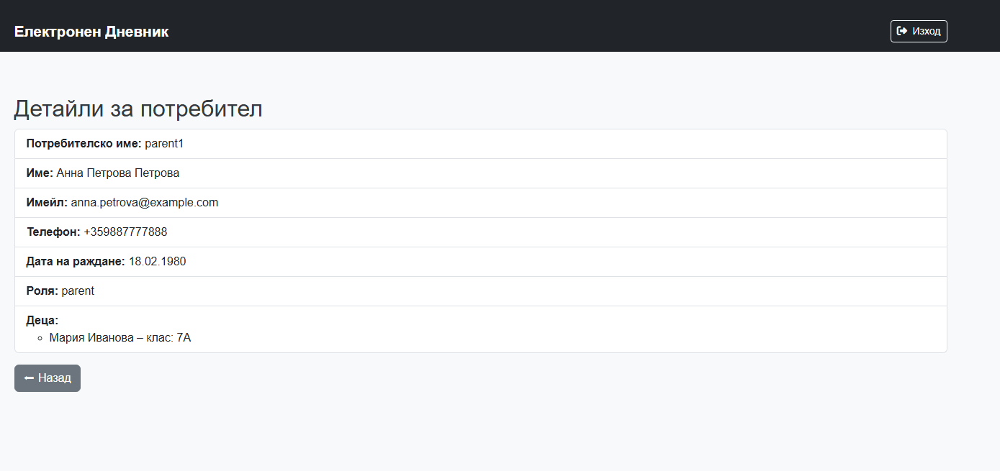 Електронен Дневник
Изход
Детайли за потребител
Потребителско име: parent1
Име: Анна Петрова Петрова
Имейл: anna.petrova@example.com
Телефон: +359887777888
Дата на раждане: 18.02.1980
Роля: parent
Деца:
Мария Иванова – клас: 7А
Назад